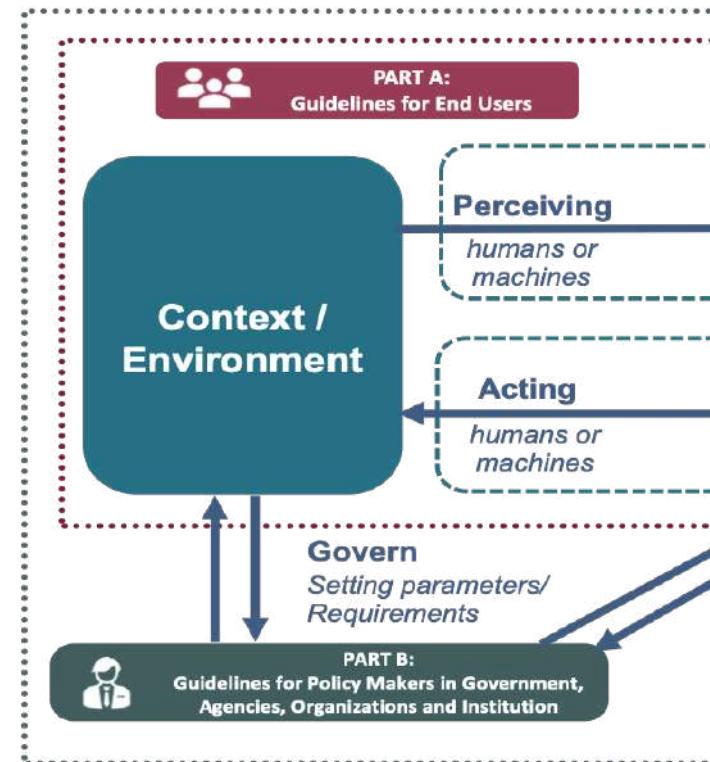 PART A:
Guidelines for End Users
Perceiving
humans or
machines
Context /
Environment
Acting
humans or
machines
Govern
Setting parameters/
Requirements
PART B:
Guidelines for Policy Makers in Government,
Agencies, Organizations and Institution